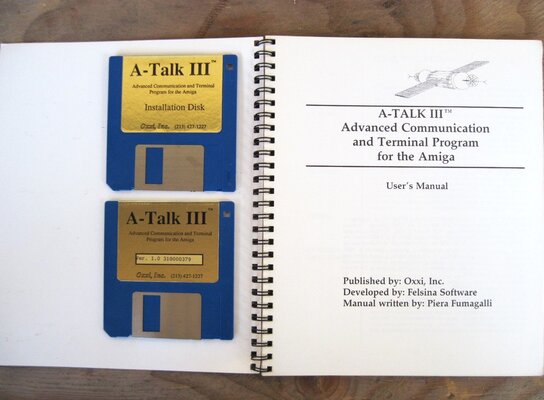 A-Talk III™
Advanced Communication and Terminal
Program for the Amiga
Installation Disk
Oxxi, Inc. (213) 427-1227
A-Talk III™
Advanced Communication and Terminal
Program for the Amiga
Ver. 1.0 310000379
Oxxi, Inc. (213) 427-1227
A-TALK III™
Advanced Communication
and Terminal Program
for the Amiga
User's Manual
Published by: Oxxi, Inc.
Developed by: Felsina Software
Manual written by: Piera Fumagalli